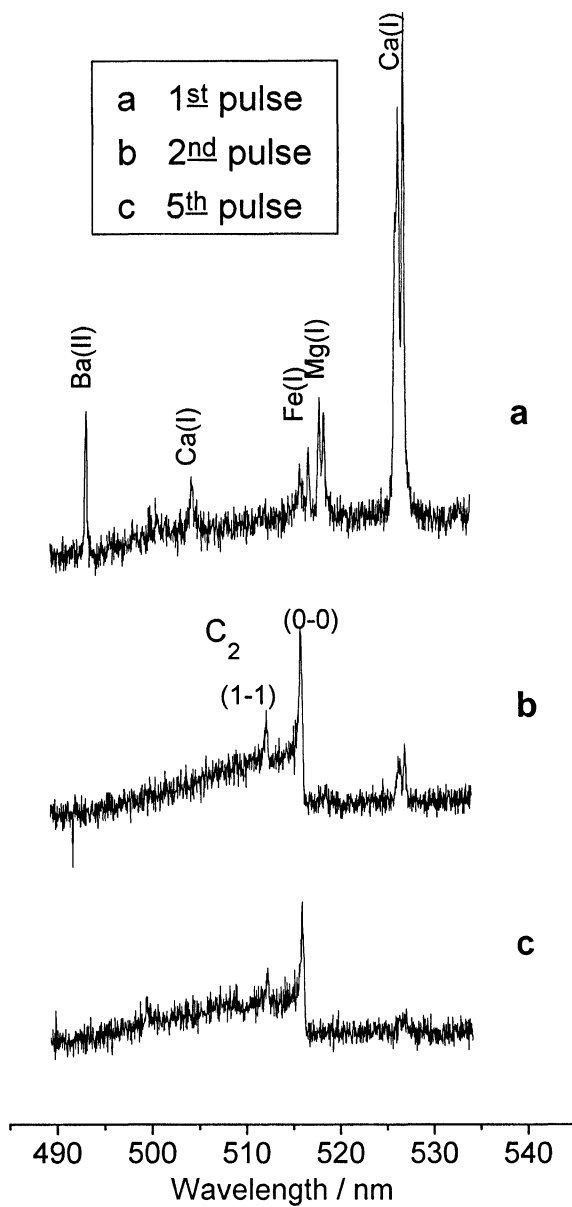 a 1st pulse
b 2nd pulse
c 5th pulse
Ca(I)
Ba(II)
Ca(I)
Fe(I)
Mg(I)
a
C2
(0-0)
(1-1)
b
c
490 500 510 520 530 540
Wavelength / nm